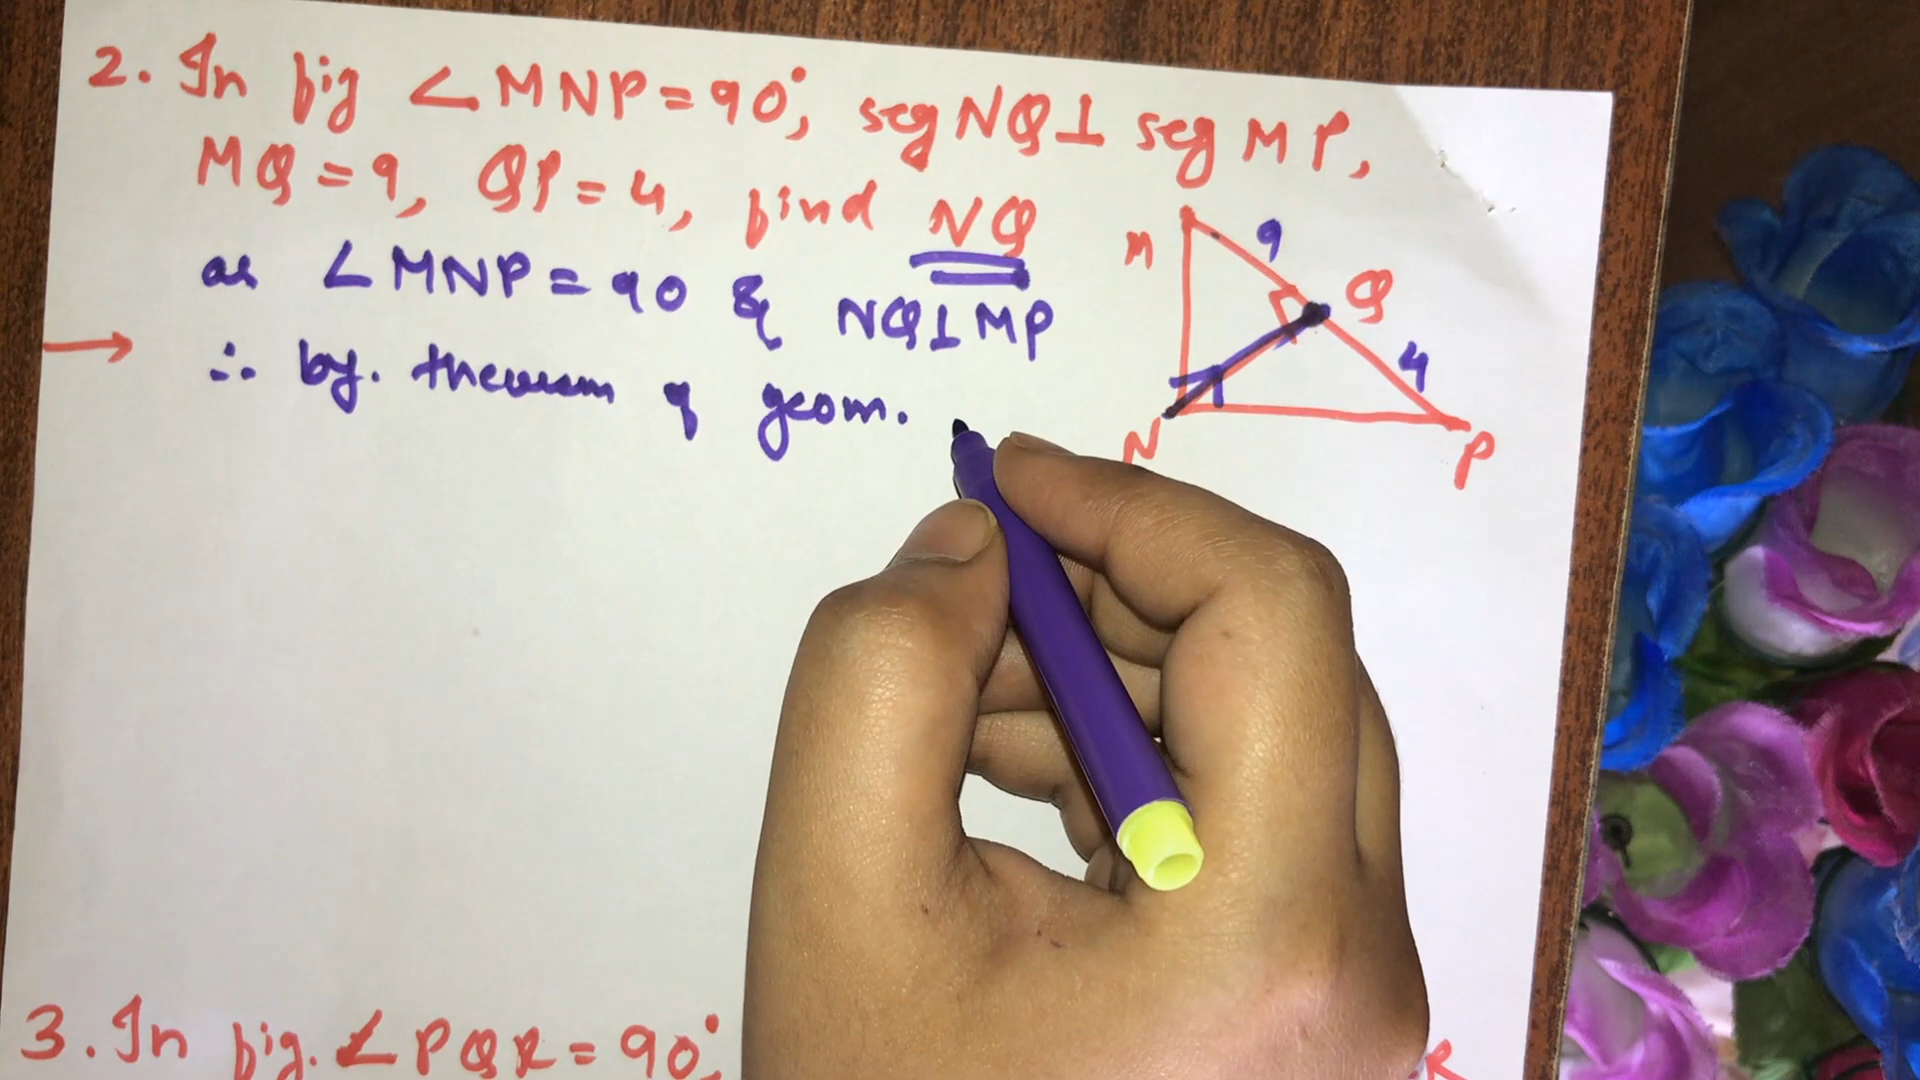 2. In fig ∠MNP = 90°, seg NQ ⊥ seg MP,
MQ = 9, QP = 4, find NQ
as ∠MNP = 90 & NQ ⊥ MP
∴ by. theorem of geom.
M
9
Q
4
N
P
3. In fig. ∠PQR = 90°,
R